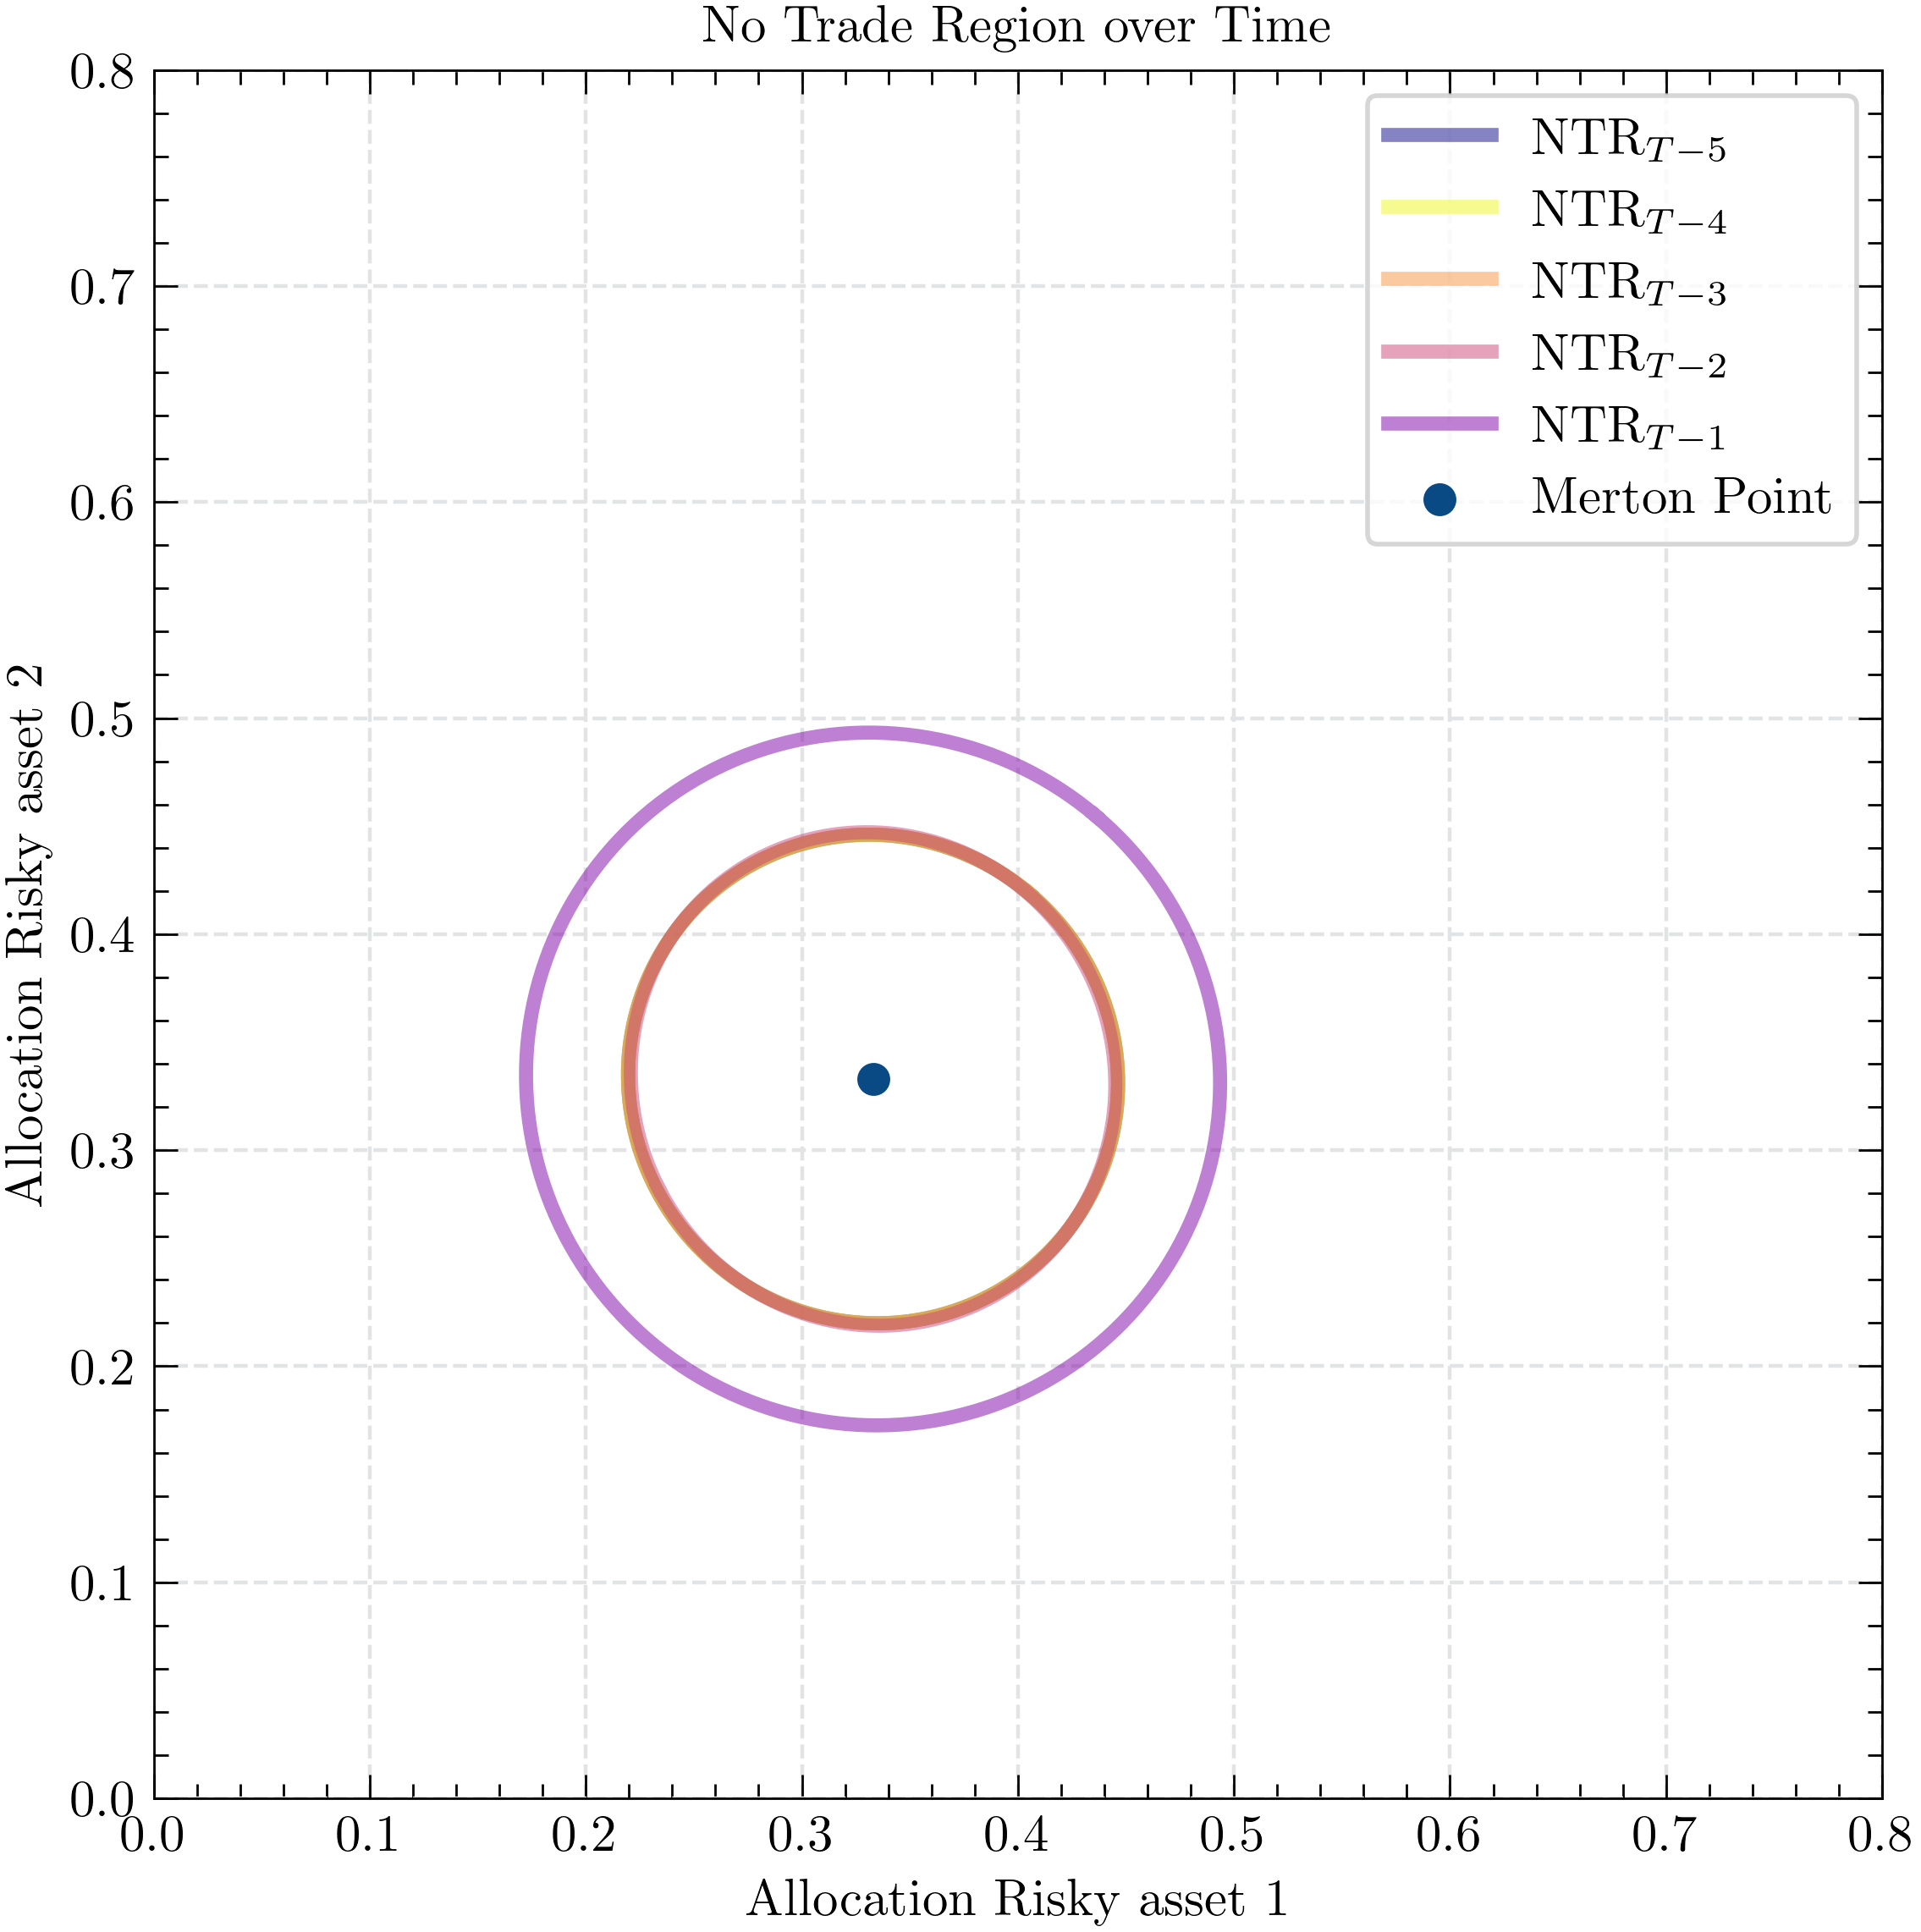 No Trade Region over Time
0.8
0.7
0.6
0.5
0.4
0.3
0.2
0.1
0.0
Allocation Risky asset 2
NTR_{T-5}
NTR_{T-4}
NTR_{T-3}
NTR_{T-2}
NTR_{T-1}
Merton Point
0.0 0.1 0.2 0.3 0.4 0.5 0.6 0.7 0.8
Allocation Risky asset 1